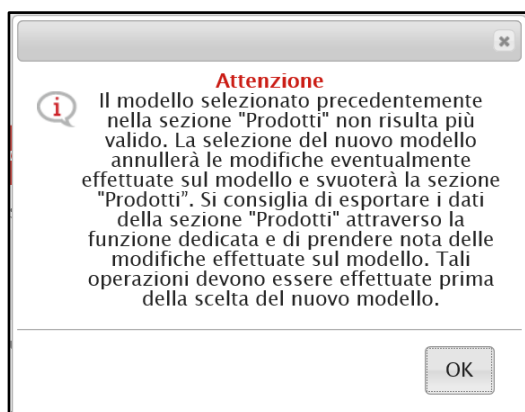 Attenzione
Il modello selezionato precedentemente
nella sezione "Prodotti" non risulta più
valido. La selezione del nuovo modello
annullerà le modifiche eventualmente
effettuate sul modello e svuoterà la sezione
"Prodotti”. Si consiglia di esportare i dati
della sezione "Prodotti" attraverso la
funzione dedicata e di prendere nota delle
modifiche effettuate sul modello. Tali
operazioni devono essere effettuate prima
della scelta del nuovo modello.
OK